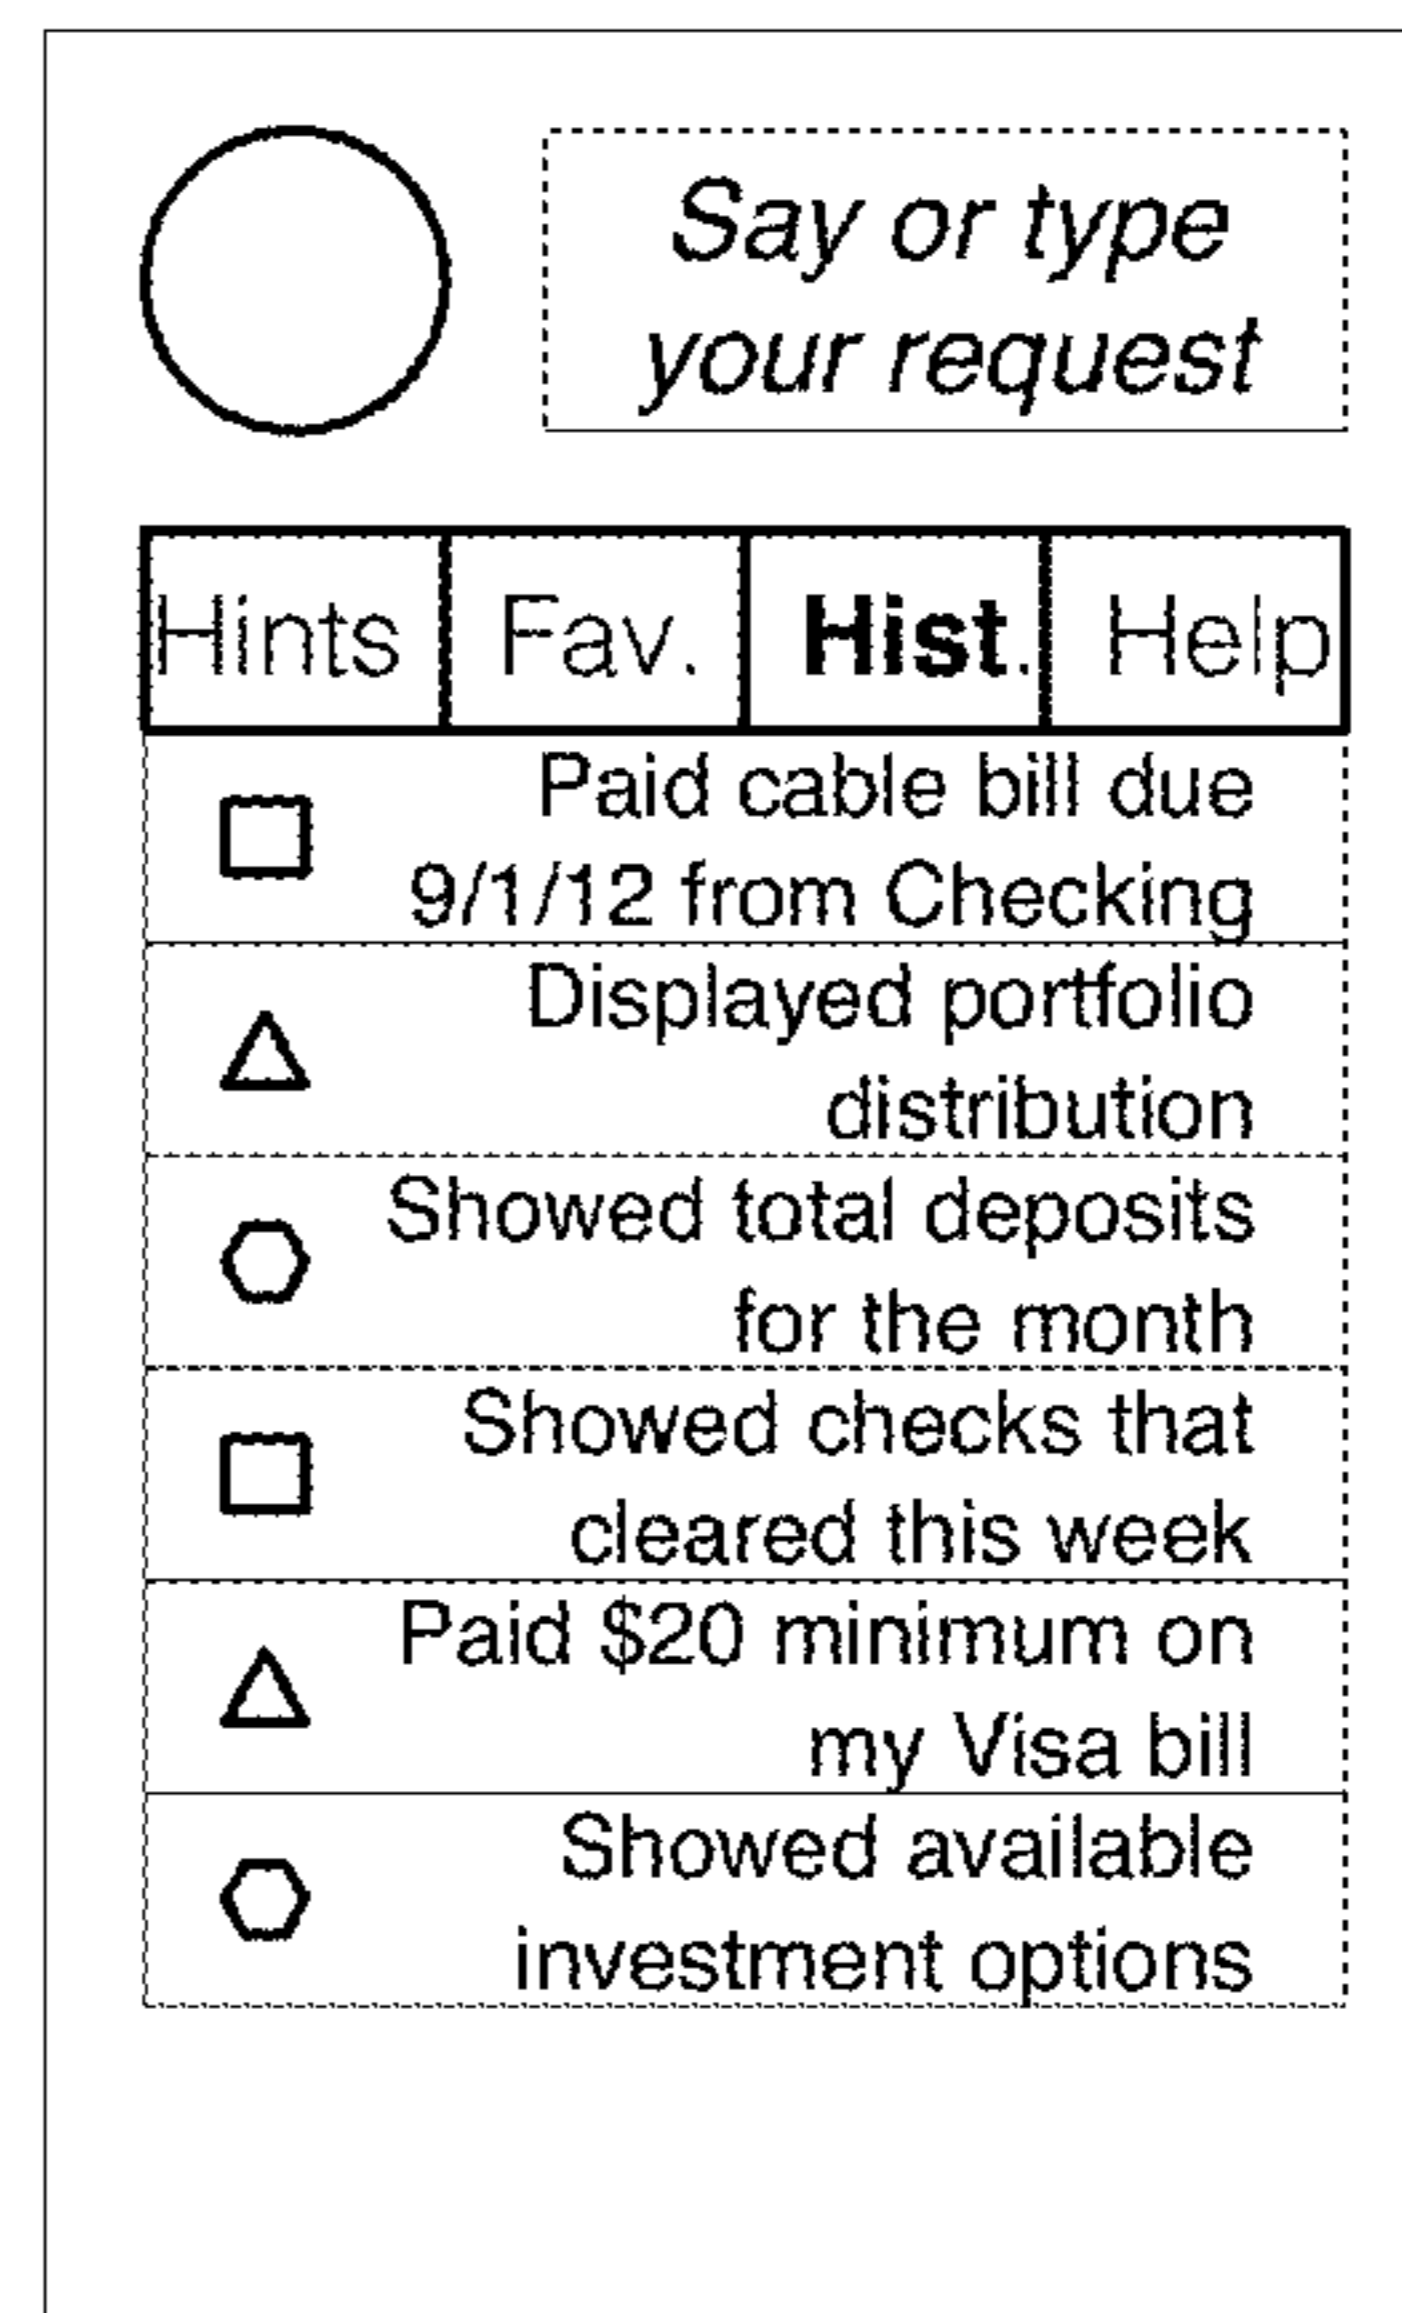 Say or type
your request
Hints Fav. Hist. Help
Paid cable bill due
9/1/12 from Checking
Displayed portfolio
distribution
Showed total deposits
for the month
Showed checks that
cleared this week
Paid $20 minimum on
my Visa bill
Showed available
investment options